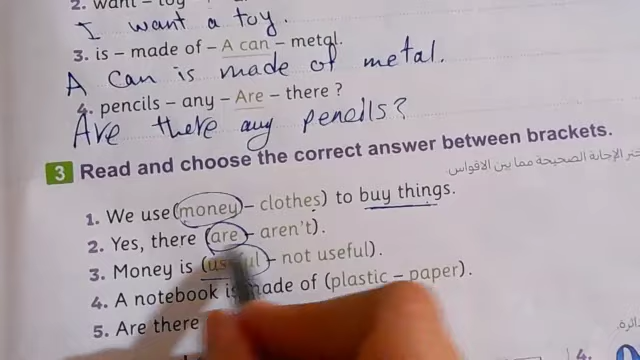 2. want – toy
I want a toy.
3. is – made of – A can – metal.
A can is made of metal.
4. pencils – any – Are – there ?
Are there any pencils?
3 Read and choose the correct answer between brackets.
اختر الإجابة الصحيحة مما بين الأقواس.
1. We use (money – clothes) to buy things.
2. Yes, there (are – aren't).
3. Money is (useful – not useful).
4. A notebook is made of (plastic – paper).
5. Are there
4.